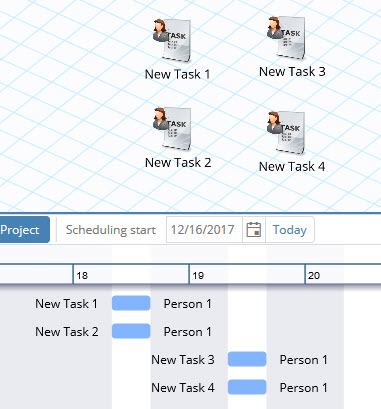 TASK
New Task 1
TASK
New Task 3
TASK
New Task 2
TASK
New Task 4
Project
Scheduling start
12/16/2017
Today
18
19
20
New Task 1 Person 1
New Task 2 Person 1
New Task 3 Person 1
New Task 4 Person 1